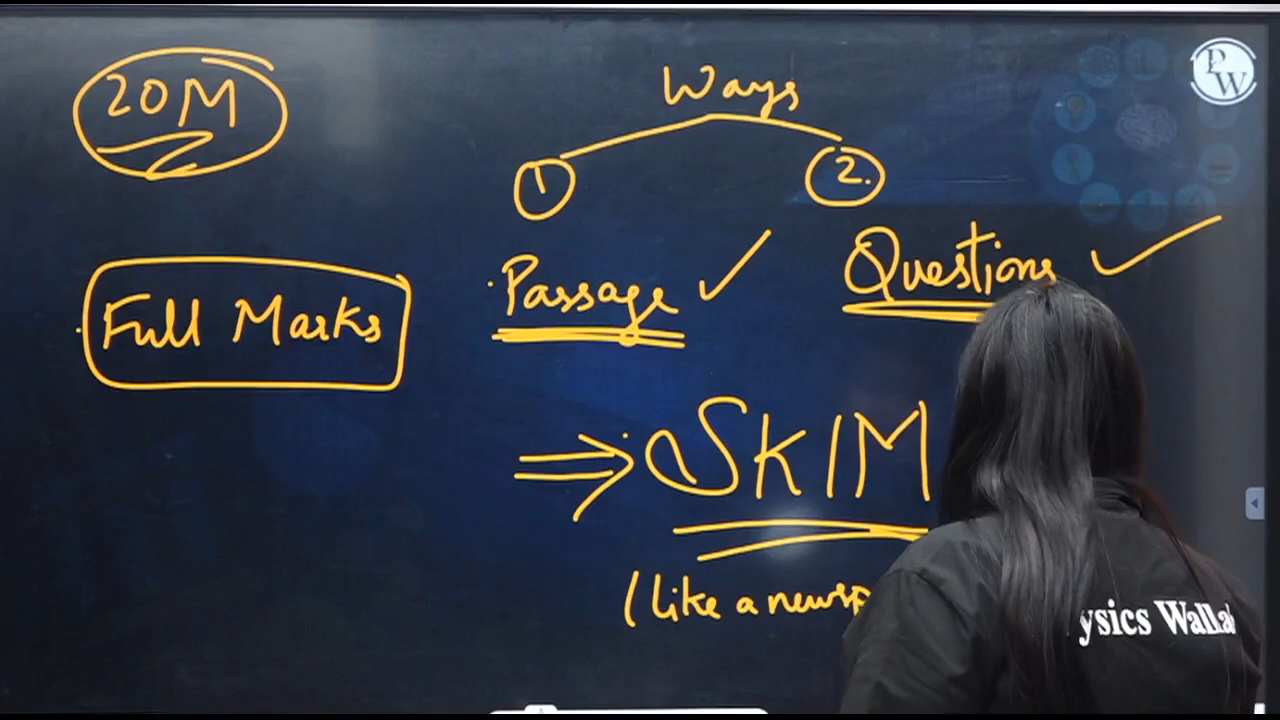 20M
Full Marks
Ways
1 2.
Passage Questions
SKIM
(like a
ysics Walla
PW